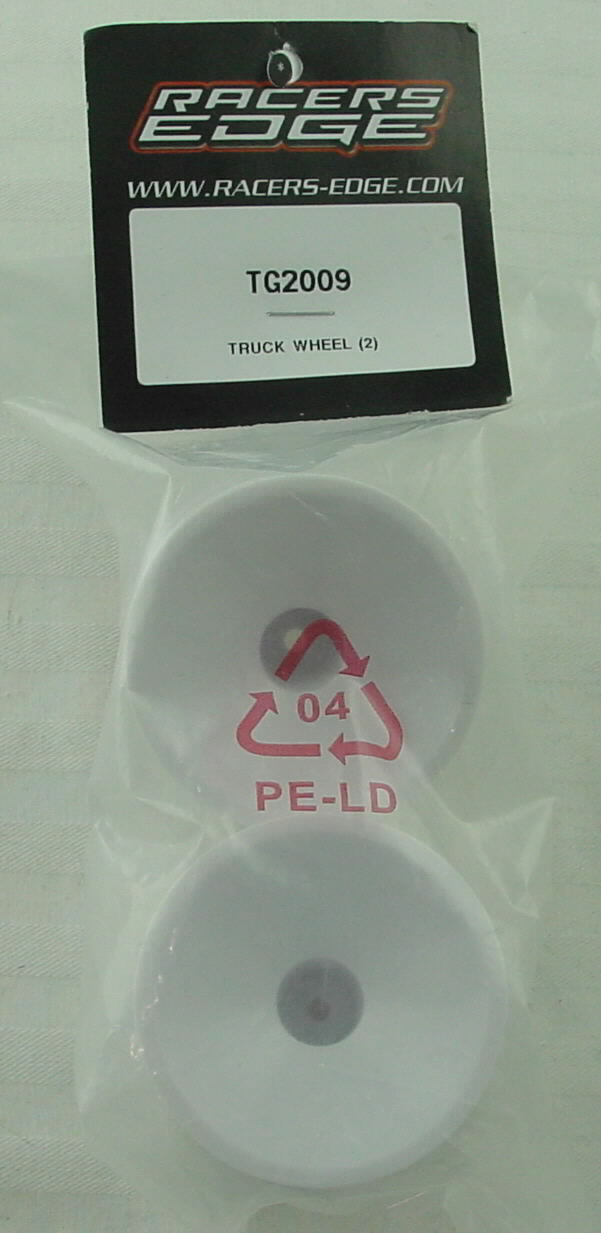 RACERS
EDGE
WWW.RACERS-EDGE.COM
TG2009
TRUCK WHEEL (2)
04
PE-LD